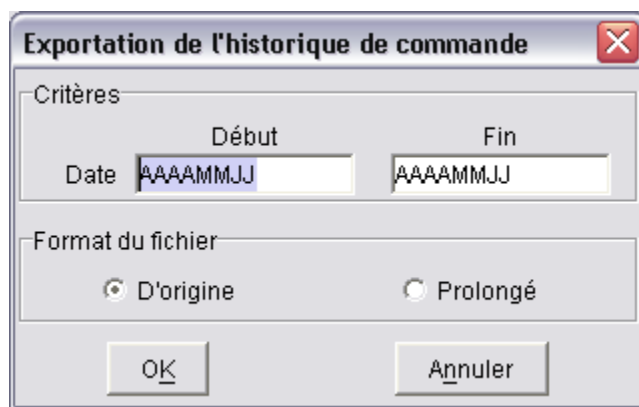 Exportation de l'historique de commande
Critères
Début Fin
Date AAAAMMJJ AAAAMMJJ
Format du fichier
D'origine Prolongé
OK Annuler